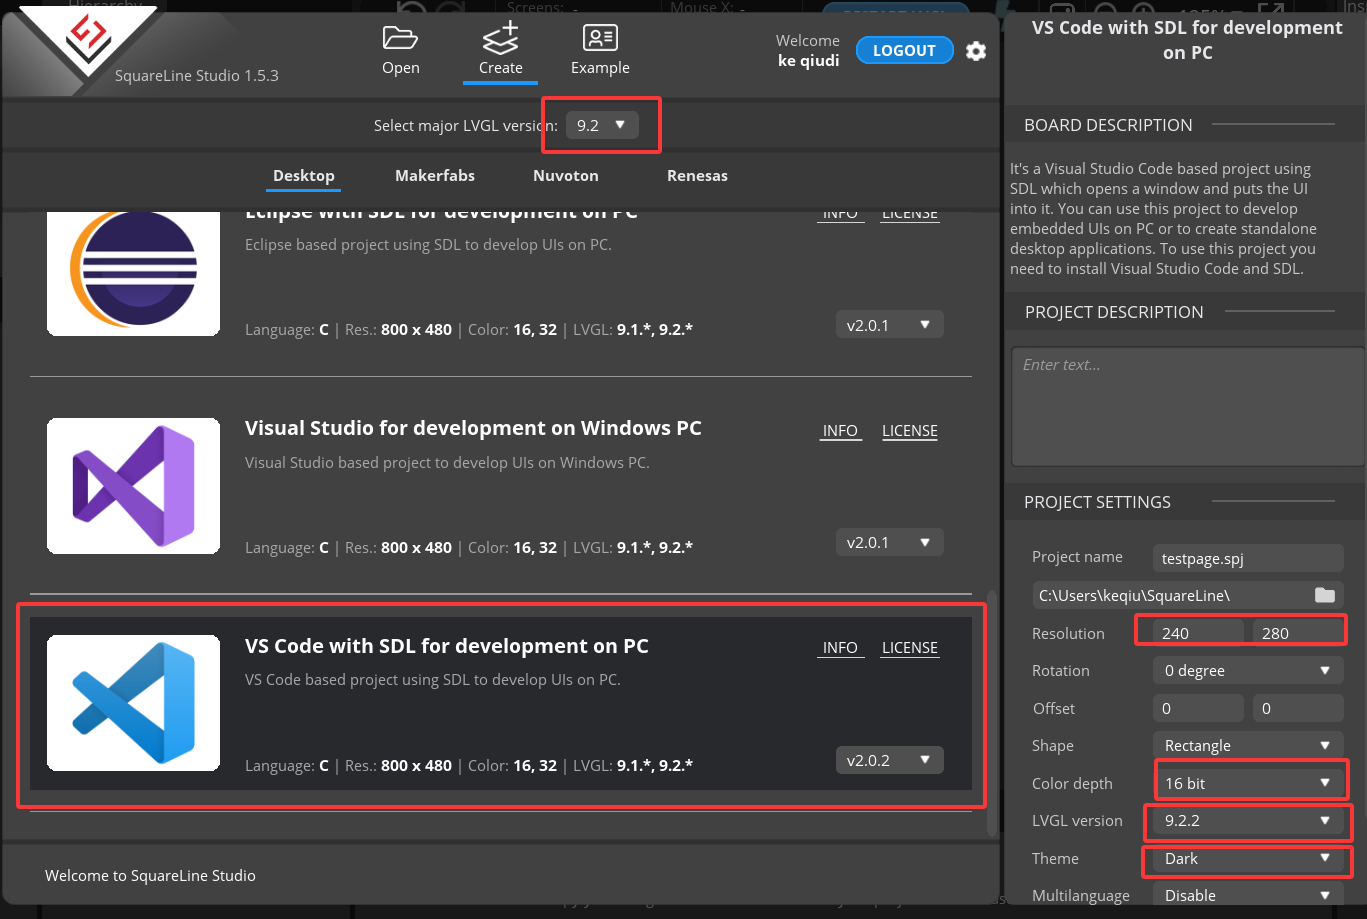 Hierarchy
Screens: -
Mouse X: -
SquareLine Studio 1.5.3
Open
Create
Example
Welcome
ke qiudi
LOGOUT
Select major LVGL version:
9.2
Desktop
Makerfabs
Nuvoton
Renesas
Eclipse with SDL for development on PC
INFO
LICENSE
Eclipse based project using SDL to develop UIs on PC.
Language: C | Res.: 800 x 480 | Color: 16, 32 | LVGL: 9.1.*, 9.2.*
v2.0.1
Visual Studio for development on Windows PC
INFO
LICENSE
Visual Studio based project to develop UIs on Windows PC.
Language: C | Res.: 800 x 480 | Color: 16, 32 | LVGL: 9.1.*, 9.2.*
v2.0.1
VS Code with SDL for development on PC
INFO
LICENSE
VS Code based project using SDL to develop UIs on PC.
Language: C | Res.: 800 x 480 | Color: 16, 32 | LVGL: 9.1.*, 9.2.*
v2.0.2
Welcome to SquareLine Studio
VS Code with SDL for development
on PC
BOARD DESCRIPTION
It's a Visual Studio Code based project using
SDL which opens a window and puts the UI
into it. You can use this project to develop
embedded UIs on PC or to create standalone
desktop applications. To use this project you
need to install Visual Studio Code and SDL.
PROJECT DESCRIPTION
Enter text...
PROJECT SETTINGS
Project name
testpage.spj
C:\Users\keqiu\SquareLine\
Resolution
240
280
Rotation
0 degree
Offset
0
0
Shape
Rectangle
Color depth
16 bit
LVGL version
9.2.2
Theme
Dark
Multilanguage
Disable